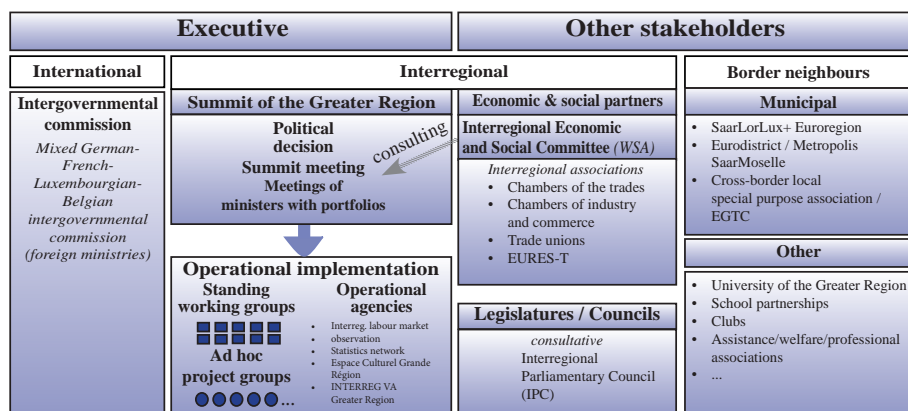 Executive
Other stakeholders
International
Interregional
Border neighbours
Intergovernmental
commission
Mixed German-
French-
Luxembourgian-
Belgian
intergovernmental
commission
(foreign ministries)
Summit of the Greater Region
Political
decision
Summit meeting
Meetings of
ministers with portfolios
consulting
Operational implementation
Standing
working groups
Ad hoc
project groups
...
Operational
agencies
• Interreg. labour market
• observation
• Statistics network
• Espace Culturel Grande
Région
• INTERREG VA
Greater Region
Economic & social partners
Interregional Economic
and Social Committee (WSA)
Interregional associations
• Chambers of the trades
• Chambers of industry
and commerce
• Trade unions
• EURES-T
Legislatures / Councils
consultative
Interregional
Parliamentary Council
(IPC)
Municipal
• SaarLorLux+ Euroregion
• Eurodistrict / Metropolis
SaarMoselle
• Cross-border local
special purpose association /
EGTC
Other
• University of the Greater Region
• School partnerships
• Clubs
• Assistance/welfare/professional
associations
• ...